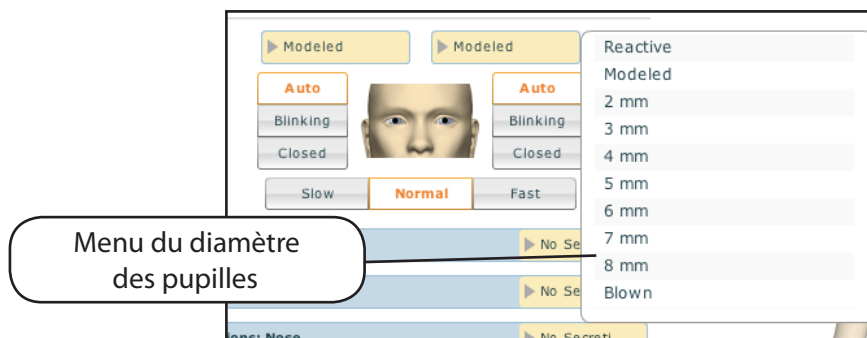 Modeled
Modeled
Auto
Blinking
Closed
Auto
Blinking
Closed
Slow
Normal
Fast
Reactive
Modeled
2 mm
3 mm
4 mm
5 mm
6 mm
7 mm
8 mm
Blown
Menu du diamètre
des pupilles
No Se
No Se
ions: Nose
No Secreti